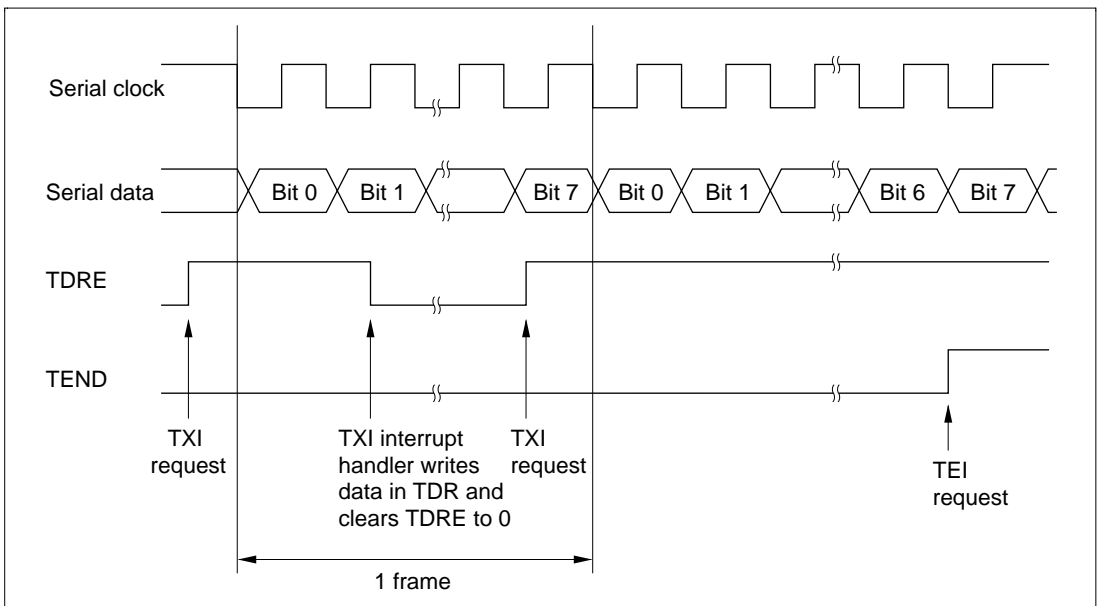 Serial clock
Serial data
Bit 0
Bit 1
Bit 7
Bit 0
Bit 1
Bit 6
Bit 7
TDRE
TEND
TXI
request
TXI interrupt
handler writes
data in TDR and
clears TDRE to 0
TXI
request
TEI
request
1 frame